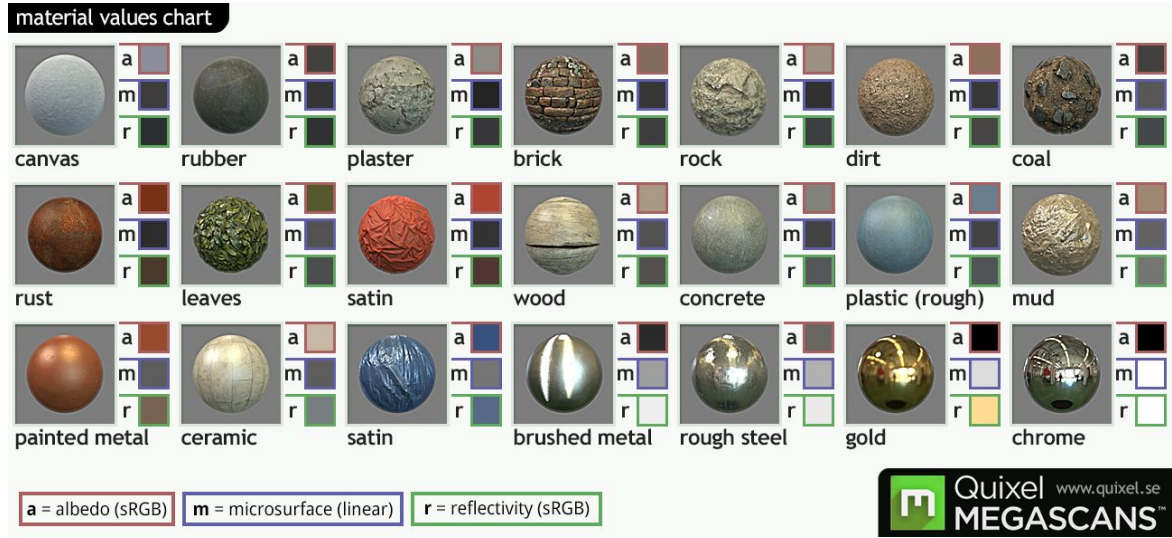 material values chart
a a a a a a a
m m m m m m m
r r r r r r r
canvas rubber plaster brick rock dirt coal
a a a a a a a
m m m m m m m
r r r r r r r
rust leaves satin wood concrete plastic (rough) mud
a a a a a a a
m m m m m m m
r r r r r r r
painted metal ceramic satin brushed metal rough steel gold chrome
a = albedo (sRGB) m = microsurface (linear) r = reflectivity (sRGB)
m Quixel www.quixel.se
MEGASCANS™